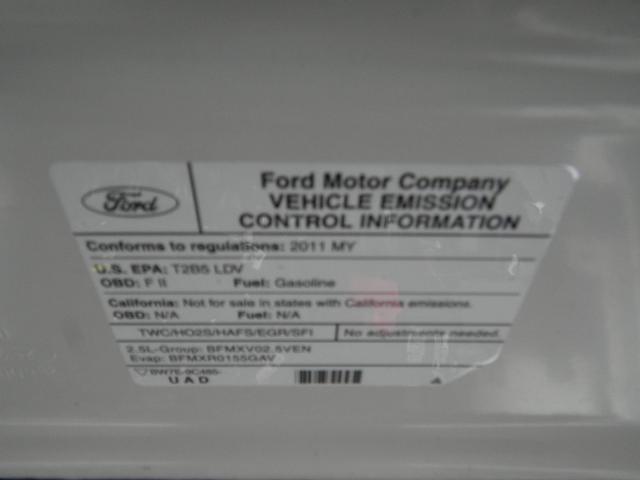 Ford
Ford Motor Company
VEHICLE EMISSION
CONTROL INFORMATION
Conforms to regulations: 2011 MY
U.S. EPA: T2B5 LDV
OBD: F II Fuel: Gasoline
California: Not for sale in states with California emissions.
OBD: N/A Fuel: N/A
TWC/HO2S/HAFS/EGR/SFI No adjustments needed.
2.5L-Group: BFMXV02.5VEN
Evap: BFMXR0155GAV
BW7E-9C485-
UAD